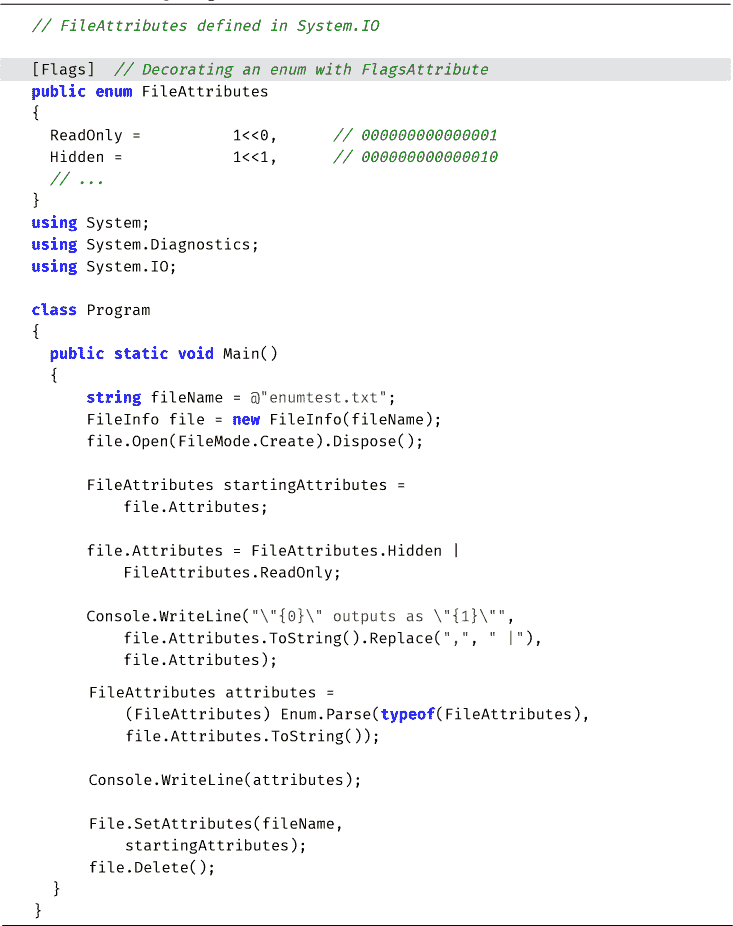 // FileAttributes defined in System.IO

[Flags]  // Decorating an enum with FlagsAttribute
public enum FileAttributes
{
  ReadOnly =          1<<0,      // 000000000000001
  Hidden =            1<<1,      // 000000000000010
  // ...
}
using System;
using System.Diagnostics;
using System.IO;

class Program
{
  public static void Main()
  {
      string fileName = @"enumtest.txt";
      FileInfo file = new FileInfo(fileName);
      file.Open(FileMode.Create).Dispose();

      FileAttributes startingAttributes =
          file.Attributes;

      file.Attributes = FileAttributes.Hidden |
          FileAttributes.ReadOnly;

      Console.WriteLine("\"{0}\" outputs as \"{1}\"",
          file.Attributes.ToString().Replace(",", " |"),
          file.Attributes);

      FileAttributes attributes =
          (FileAttributes) Enum.Parse(typeof(FileAttributes),
          file.Attributes.ToString());

      Console.WriteLine(attributes);

      File.SetAttributes(fileName,
          startingAttributes);
      file.Delete();
  }
}